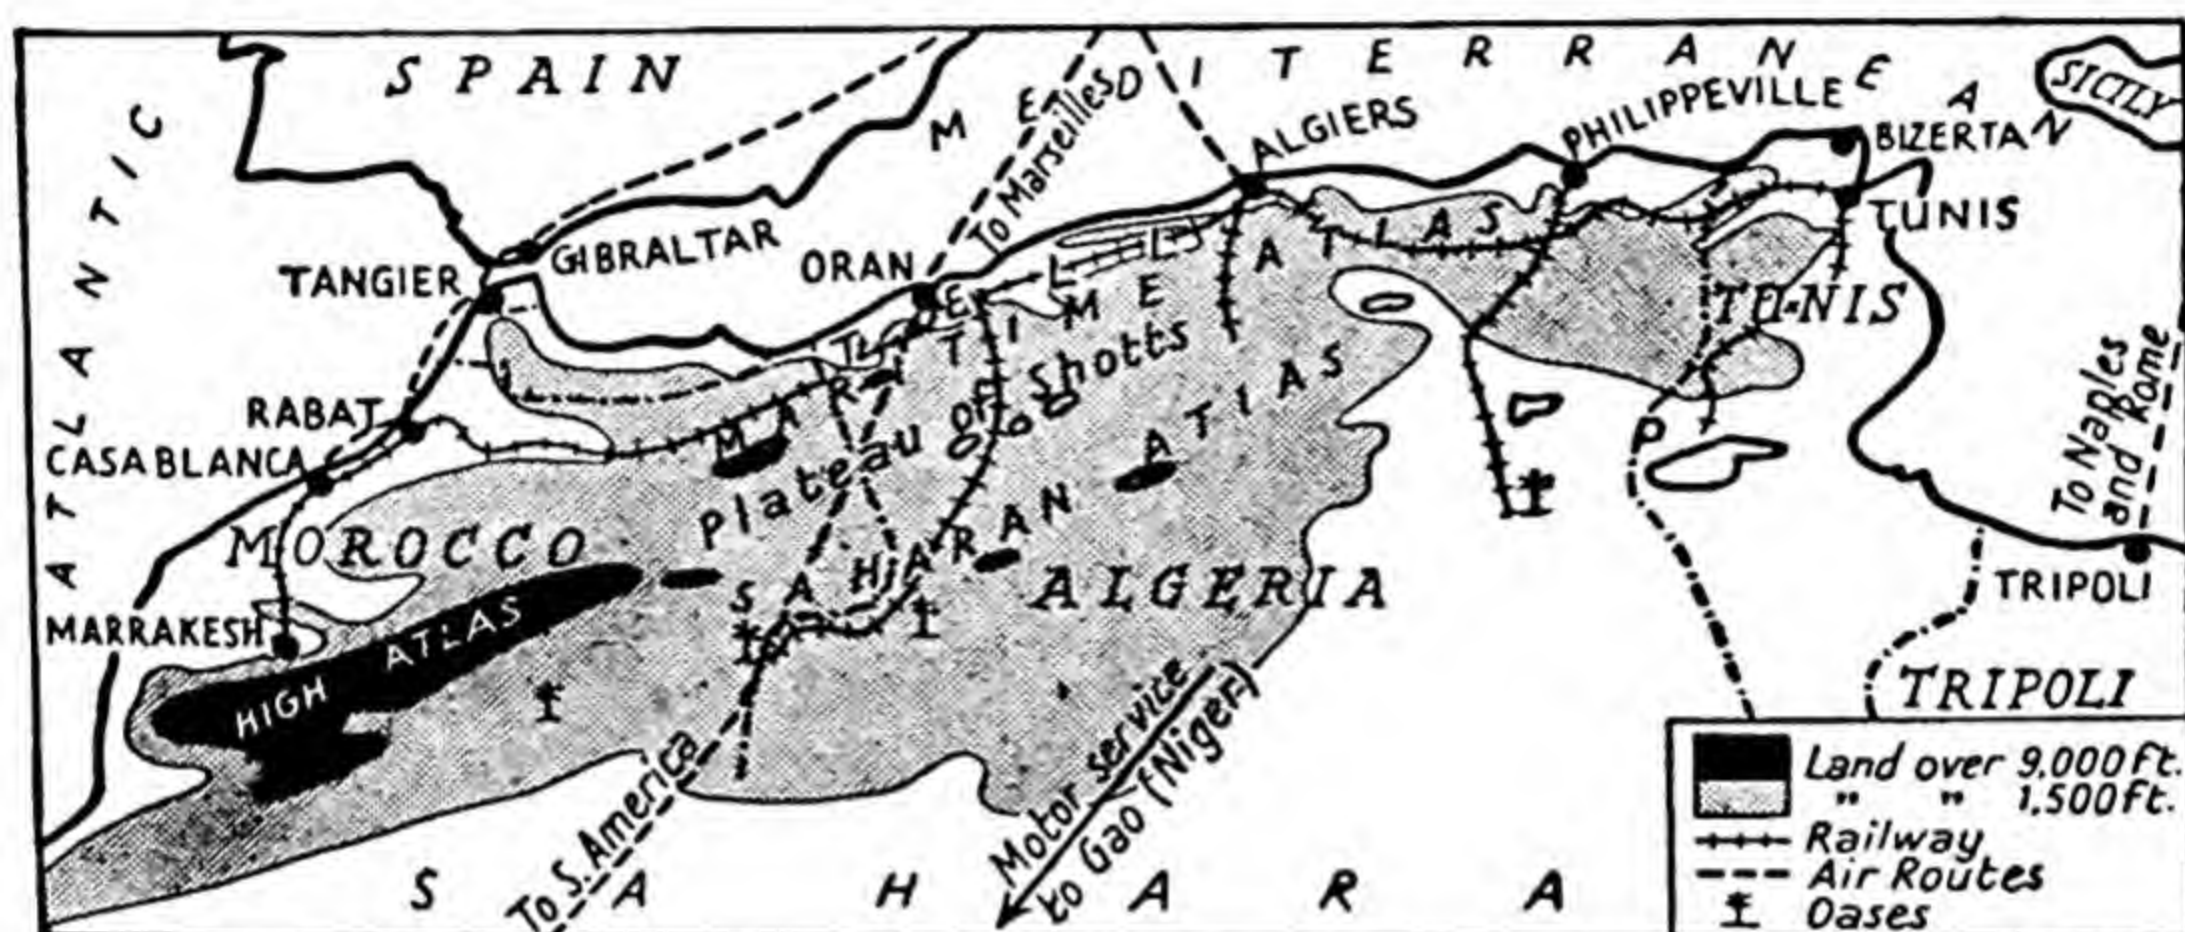 SPAIN
ATLANTIC
MEDITERRANEAN
SICILY
To Marseilles
ALGIERS
PHILIPPEVILLE
BIZERTA
TUNIS
GIBRALTAR
TANGIER
ORAN
TELL
MARITIME ATLAS
TUNIS
RABAT
CASABLANCA
Plateau of Shotts
SAHARAN ATLAS
MOROCCO
ALGERIA
MARRAKESH
HIGH ATLAS
To Naples
and Rome
TRIPOLI
TRIPOLI
P
To S. America
Motor service
to Gao (Niger)
SAHARA
Land over 9,000 ft.
" " 1,500 ft.
Railway
Air Routes
Oases